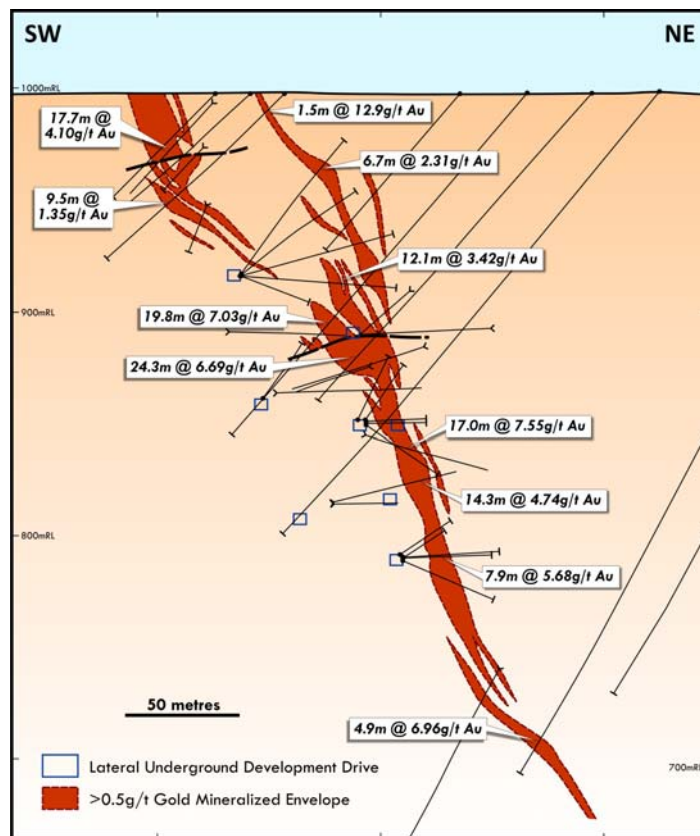 SW
NE
1000mRL
17.7m @
4.10g/t Au
1.5m @ 12.9g/t Au
6.7m @ 2.31g/t Au
9.5m @
1.35g/t Au
12.1m @ 3.42g/t Au
900mRL
19.8m @ 7.03g/t Au
24.3m @ 6.69g/t Au
17.0m @ 7.55g/t Au
14.3m @ 4.74g/t Au
800mRL
7.9m @ 5.68g/t Au
50 metres
4.9m @ 6.96g/t Au
Lateral Underground Development Drive
700mRL
>0.5g/t Gold Mineralized Envelope